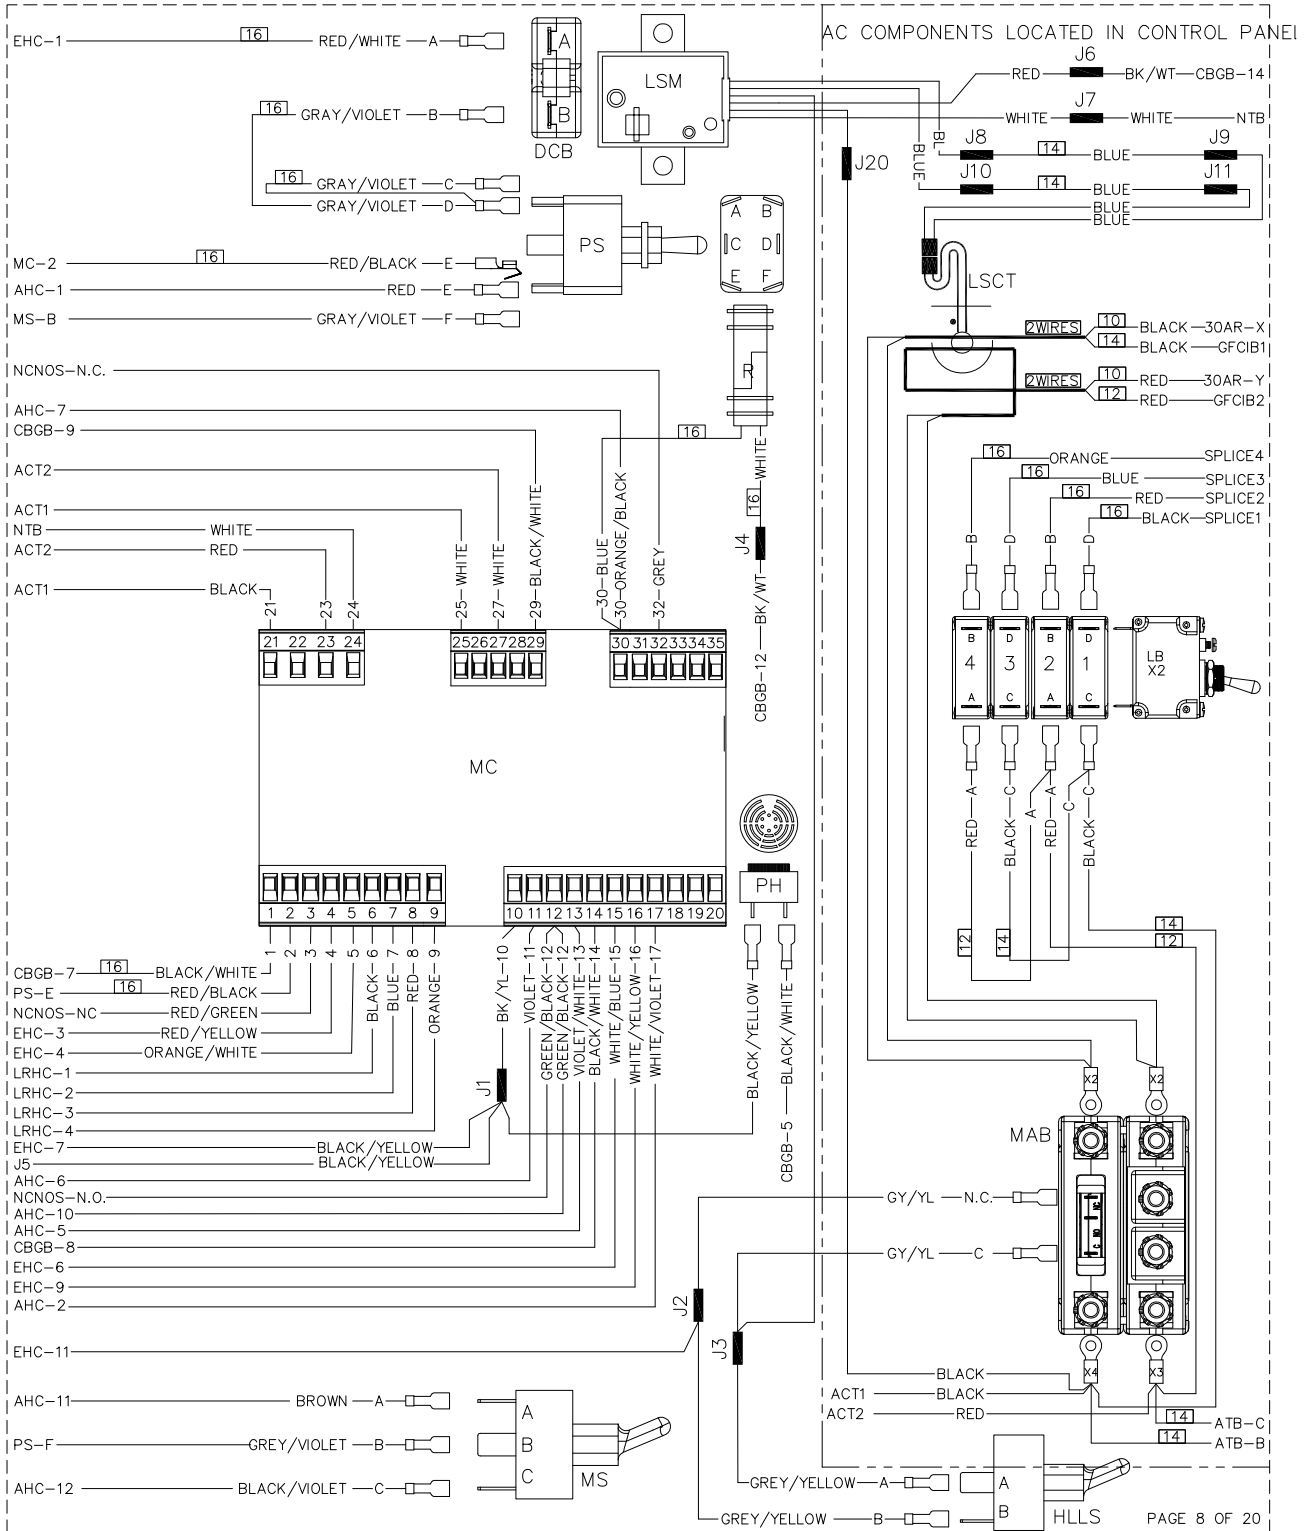 AC COMPONENTS LOCATED IN CONTROL PANEL
EHC-1 16 RED/WHITE A
16 GRAY/VIOLET B
16 GRAY/VIOLET C
GRAY/VIOLET D
MC-2 16 RED/BLACK E
AHC-1 RED E
MS-B GRAY/VIOLET F
A
B
DCB
LSM
PS
A B
C D
E F
R
J6
RED BK/WT CBGB-14
J7
WHITE WHITE NTB
BL J8 14 BLUE J9
BLUE J10 14 BLUE J11
BLUE
BLUE
J20
LSCT
2WIRES 10 BLACK 30AR-X
14 BLACK GFCIB1
2WIRES 10 RED 30AR-Y
12 RED GFCIB2
NCNOS-N.C.
AHC-7
CBGB-9
ACT2
ACT1
NTB WHITE
ACT2 RED
ACT1 BLACK
21
23
24
25-WHITE
27-WHITE
29-BLACK/WHITE
30-BLUE
30-ORANGE/BLACK
32-GREY
16
WHITE
16
J4
BK/WT
CBGB-12
16 ORANGE SPLICE4
16 BLUE SPLICE3
16 RED SPLICE2
16 BLACK SPLICE1
B D B D
B D B D
4 3 2 1
A C A C
LB
X2
21 22 23 24
25 26 27 28 29
30 31 32 33 34 35
MC
1 2 3 4 5 6 7 8 9
10 11 12 13 14 15 16 17 18 19 20
PH
RED A
BLACK C
A
RED A
C
BLACK C
12
14
14
12
CBGB-7 16 BLACK/WHITE 1
PS-E 16 RED/BLACK 2
NCNOS-NC RED/GREEN 3
EHC-3 RED/YELLOW 4
EHC-4 ORANGE/WHITE 5
LRHC-1
LRHC-2
LRHC-3
LRHC-4
BLACK-6
BLUE-7
RED-8
ORANGE-9
BK/YL-10
VIOLET-11
GREEN/BLACK-12
GREEN/BLACK-12
VIOLET/WHITE-13
BLACK/WHITE-14
WHITE/BLUE-15
WHITE/YELLOW-16
WHITE/VIOLET-17
J1
EHC-7 BLACK/YELLOW
J5 BLACK/YELLOW
AHC-6
NCNOS-N.O.
AHC-10
AHC-5
CBGB-8
EHC-6
EHC-9
AHC-2
EHC-11
BLACK/YELLOW
BLACK/WHITE
CBGB-5
X2 X2
MAB
GY/YL N.C.
GY/YL C
NC
NO
C
J2
J3
X4 X3
BLACK
ACT1 BLACK
ACT2 RED
14 ATB-C
14 ATB-B
AHC-11 BROWN A
PS-F GREY/VIOLET B
AHC-12 BLACK/VIOLET C
A
B
C
MS
GREY/YELLOW A
GREY/YELLOW B
A
B
HLLS
PAGE 8 OF 20